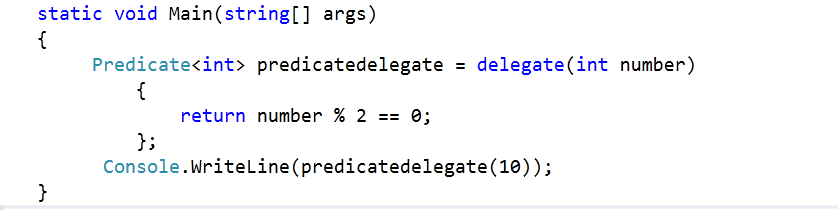 static void Main(string[] args)
{
Predicate<int> predicatedelegate = delegate(int number)
{
return number % 2 == 0;
};
Console.WriteLine(predicatedelegate(10));
}